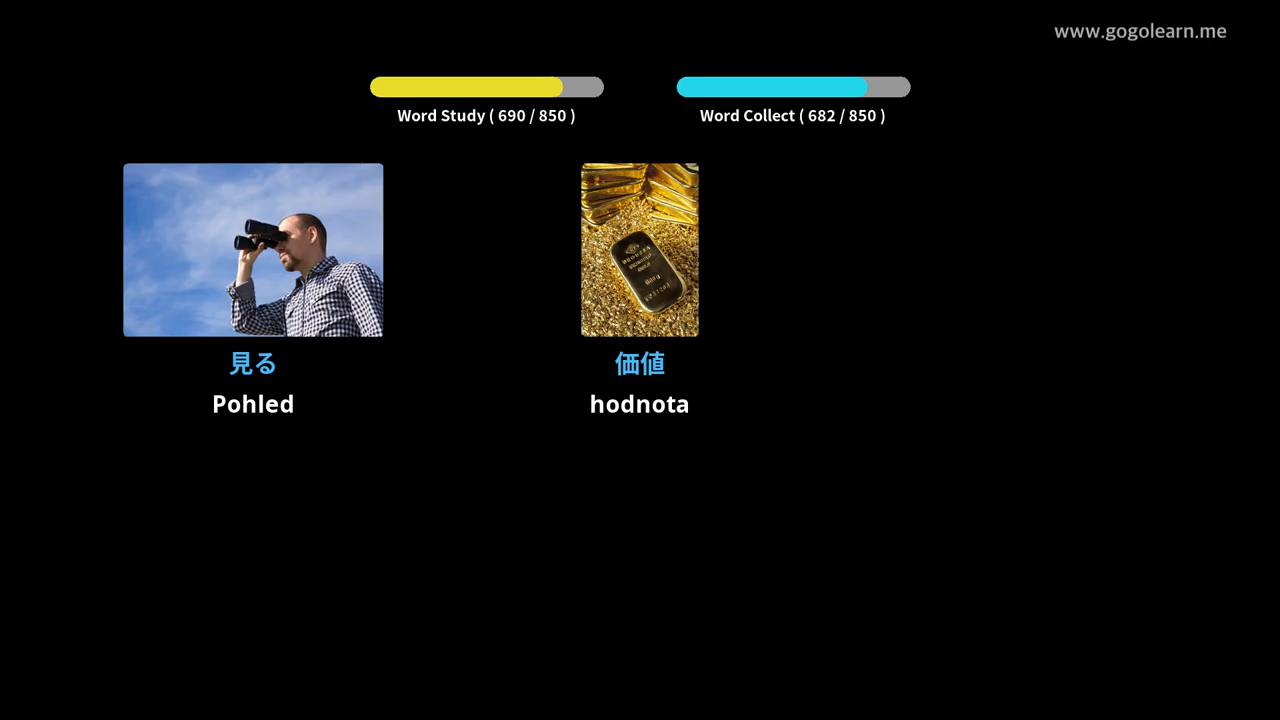 www.gogolearn.me
Word Study ( 690 / 850 )
Word Collect ( 682 / 850 )
見る
価値
Pohled
hodnota